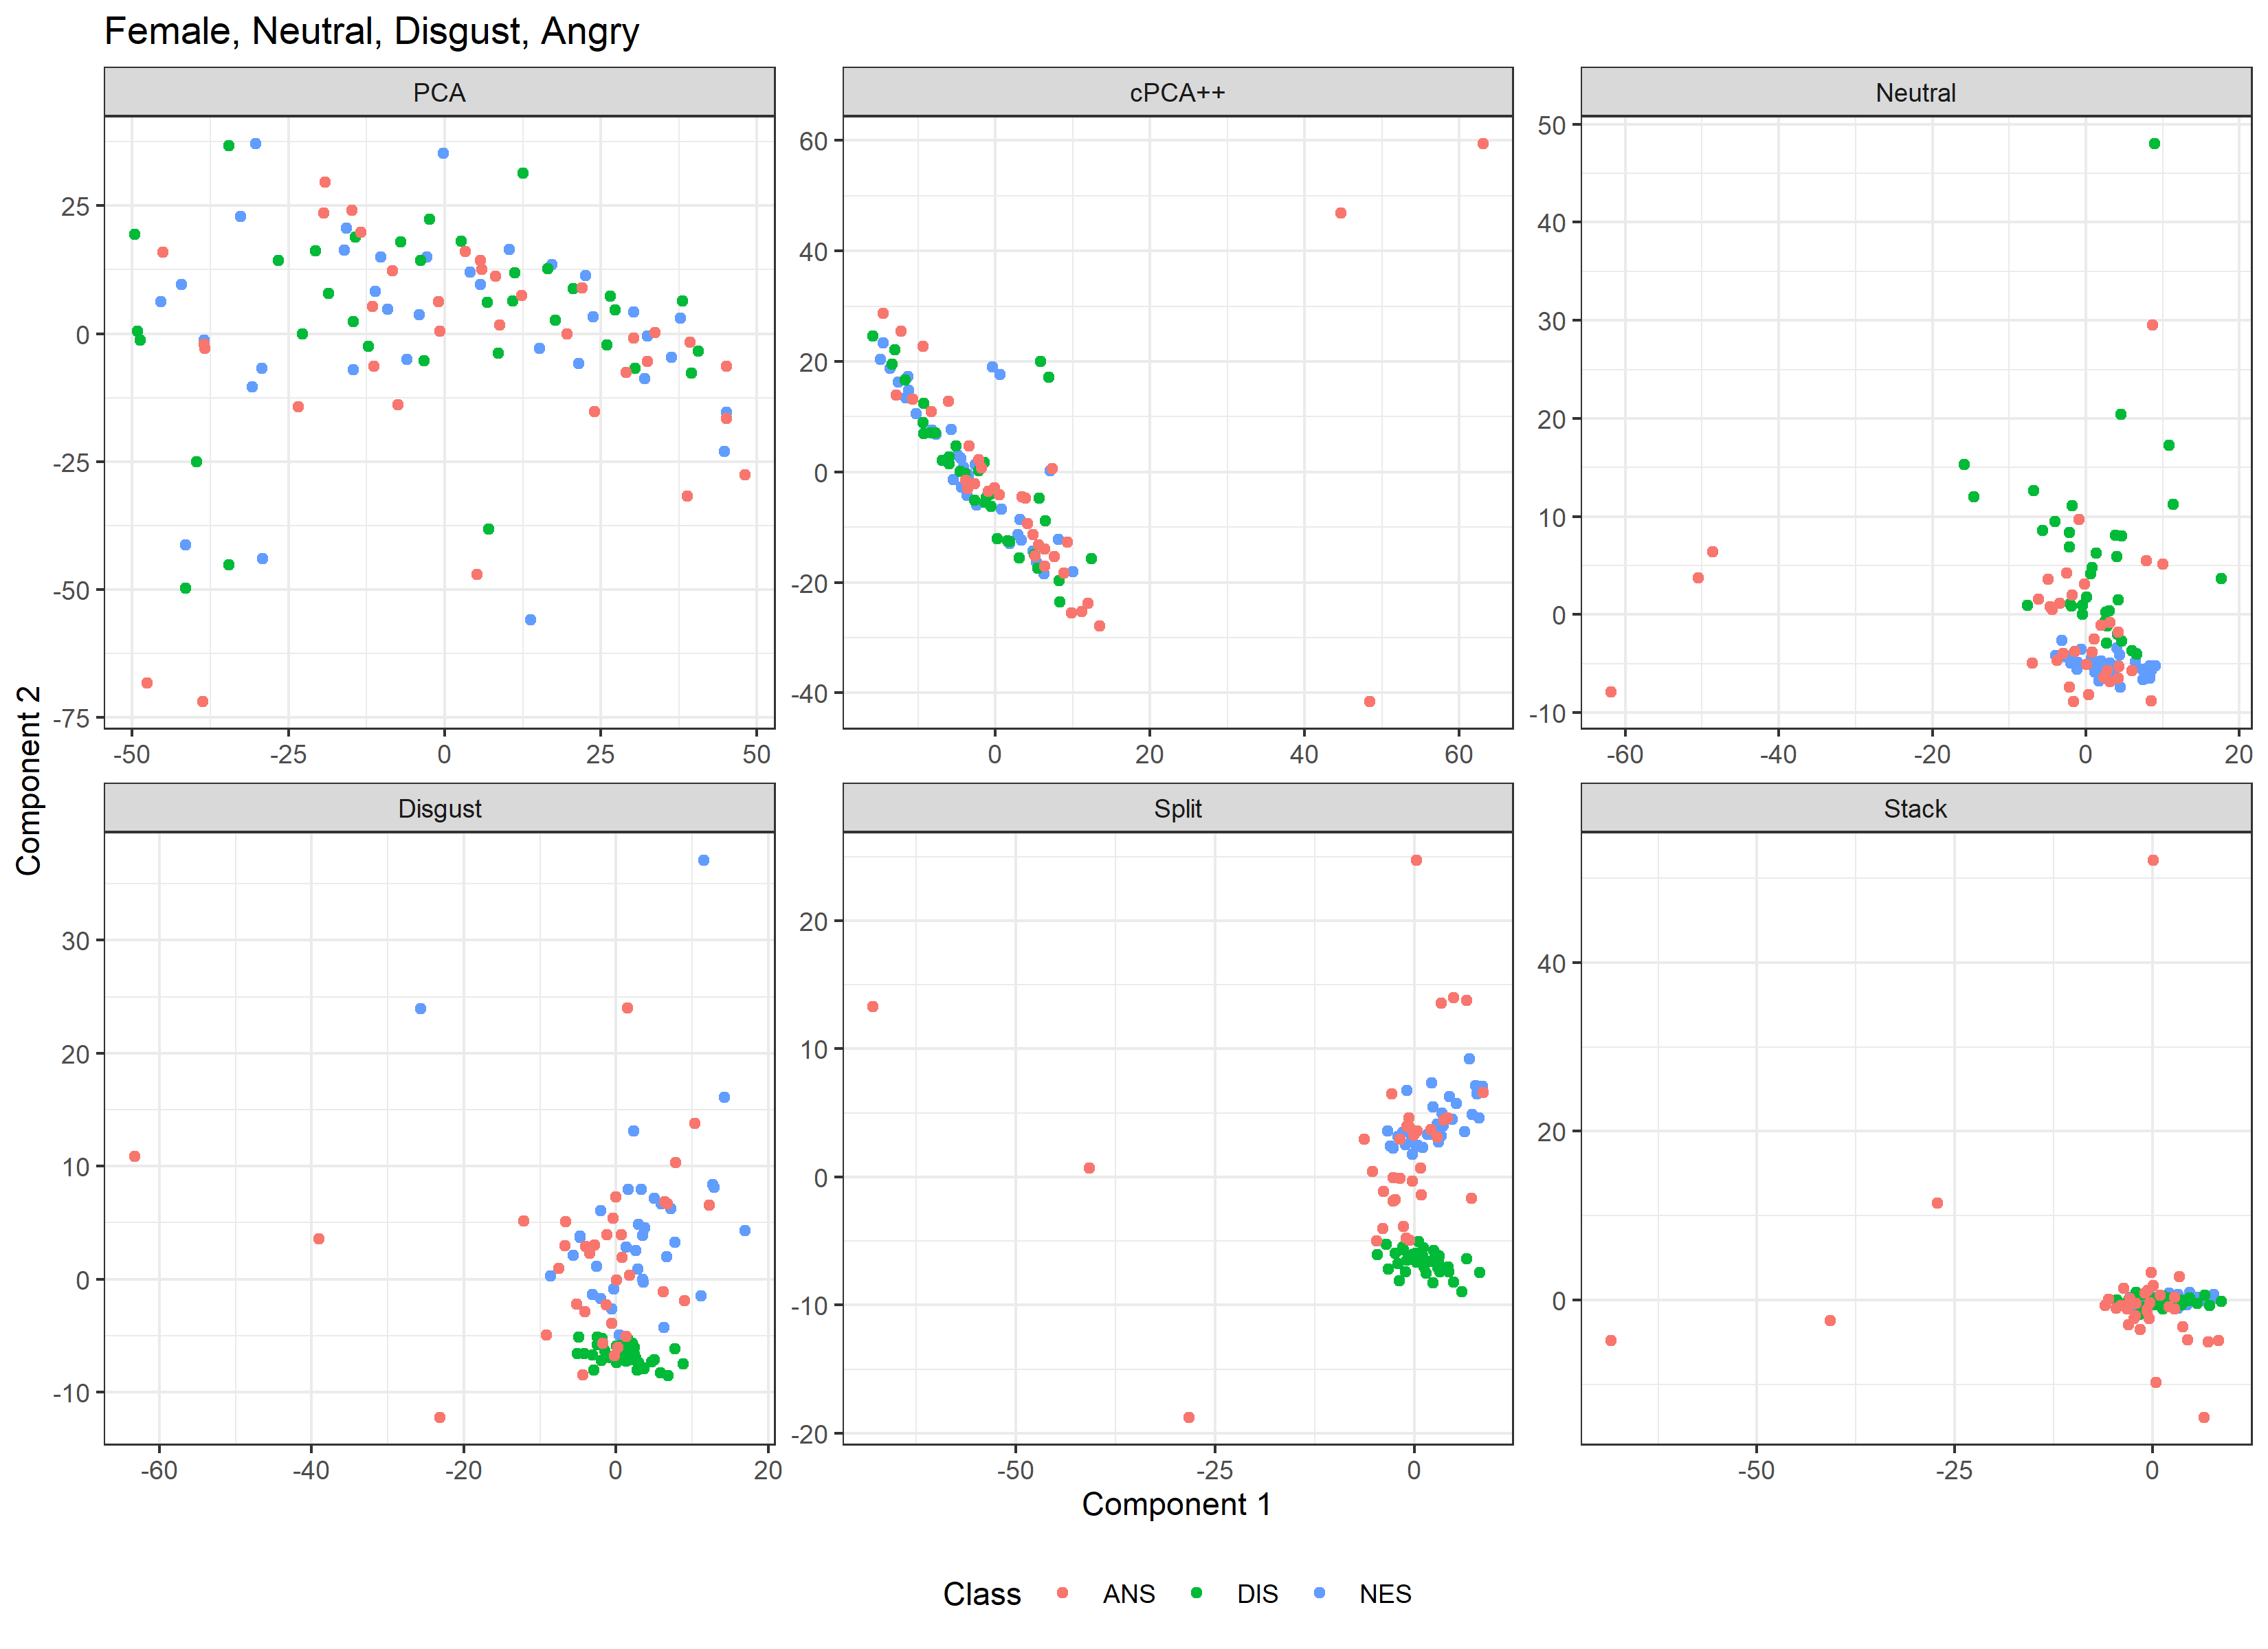 Female, Neutral, Disgust, Angry
PCA
cPCA++
Neutral
25
0
-25
-50
-75
-50 -25 0 25 50
60
40
20
0
-20
-40
0 20 40 60
50
40
30
20
10
0
-10
-60 -40 -20 0 20
Component 2
Disgust
Split
Stack
30
20
10
0
-10
-60 -40 -20 0 20
20
10
0
-10
-20
-50 -25 0
40
20
0
-50 -25 0
Component 1
Class ANS DIS NES